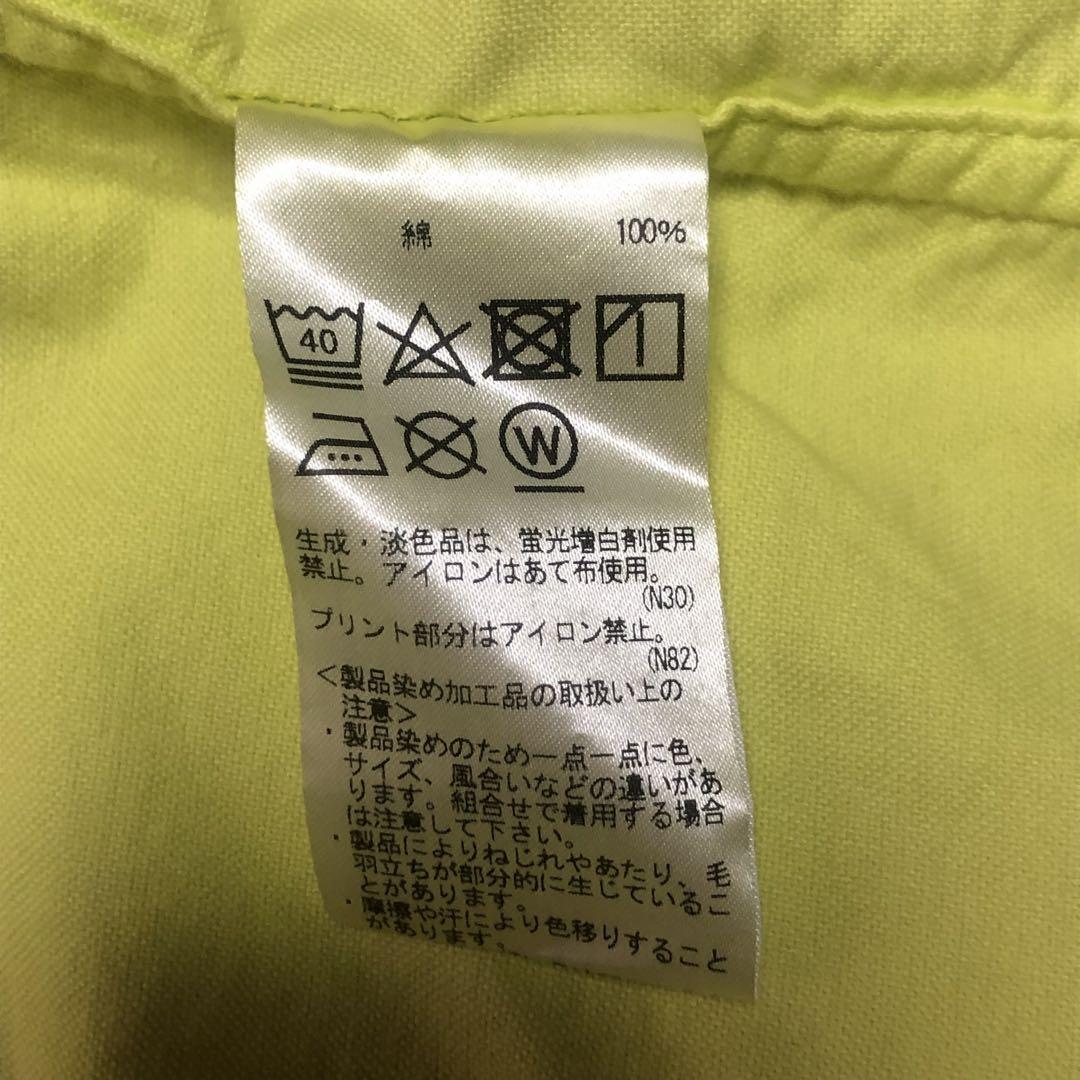 綿 100%
40
W
生成・淡色品は、蛍光増白剤使用
禁止。アイロンはあて布使用。
(N30)
プリント部分はアイロン禁止。
(N82)
<製品染め加工品の取扱い上の
注意>
・製品染めのため一点一点に色、
サイズ、風合いなどの違いがあ
ります。組合せで着用する場合
は注意して下さい。
・製品によりねじれやあたり、毛
羽立ちが部分的に生じているこ
とがあります。
・摩擦や汗により色移りすること
があります。